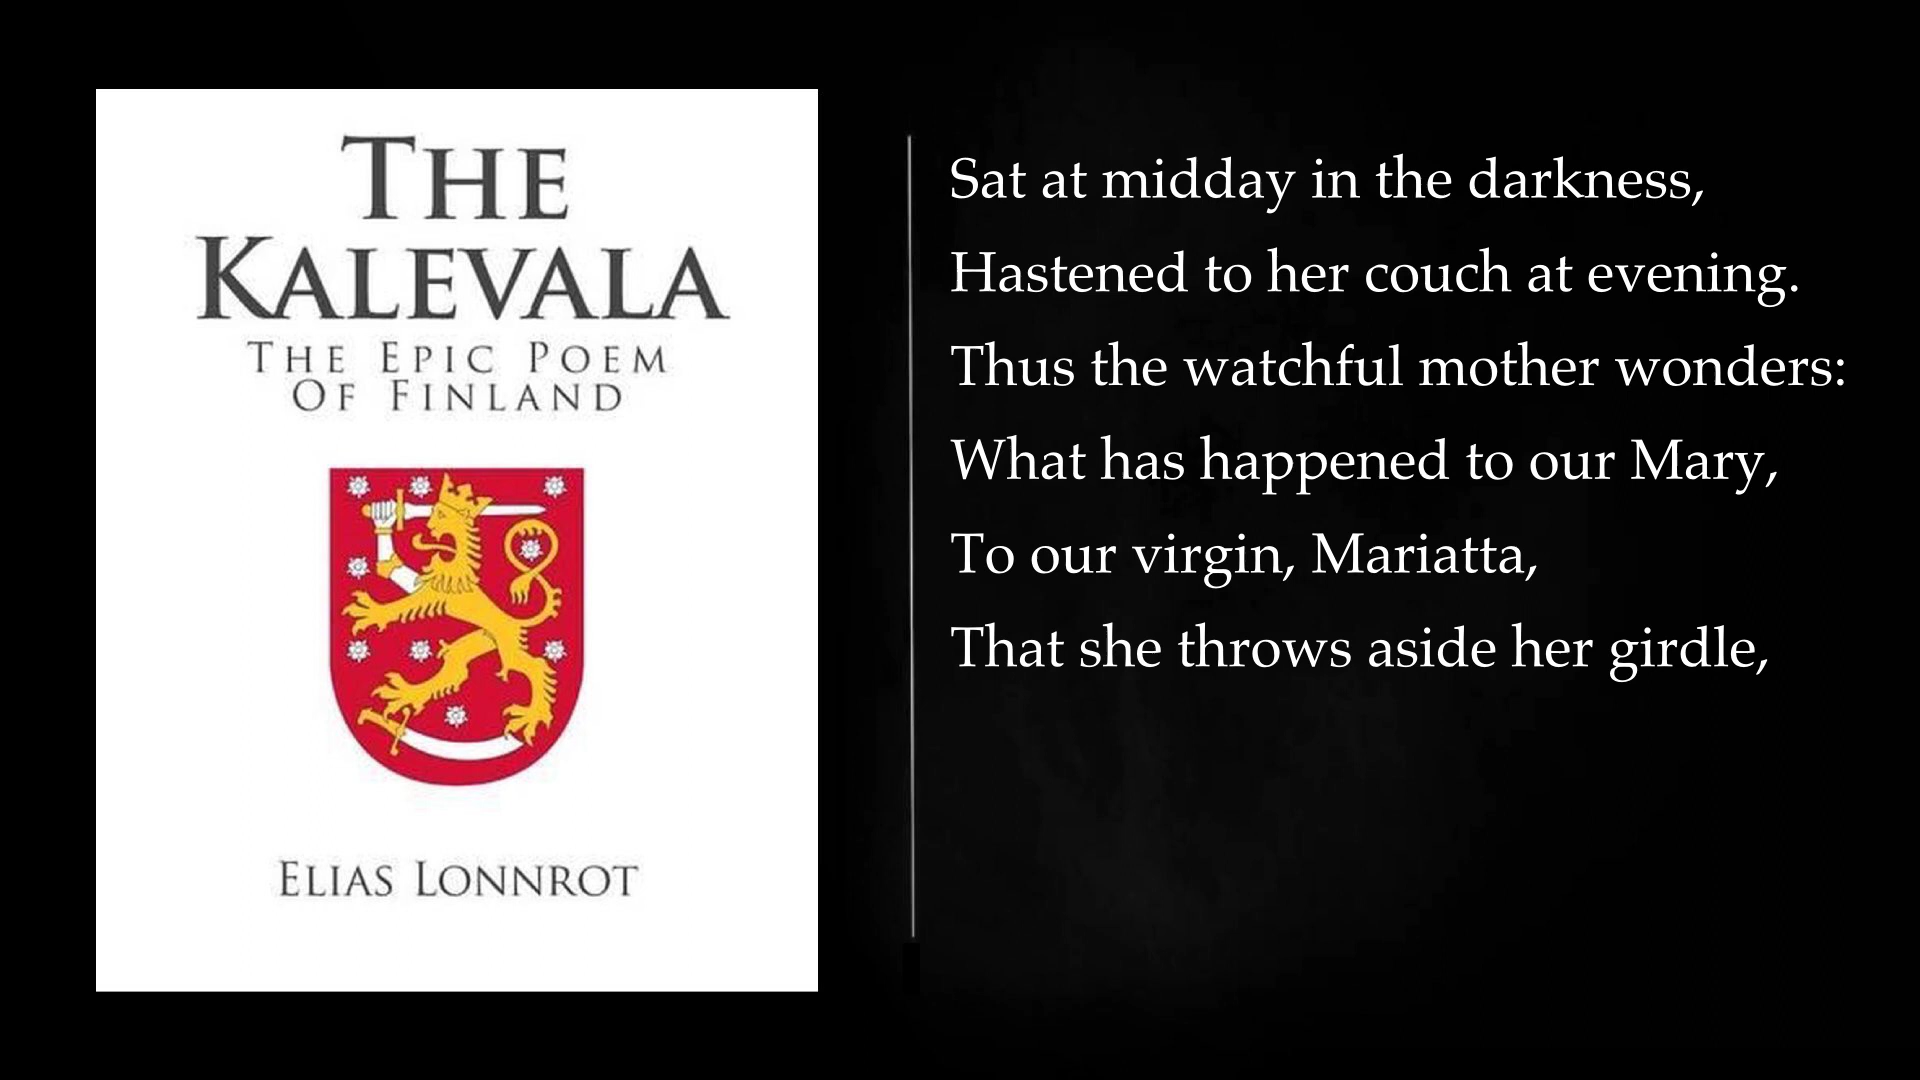 THE
KALEVALA
THE EPIC POEM
OF FINLAND
ELIAS LONNROT
Sat at midday in the darkness,
Hastened to her couch at evening.
Thus the watchful mother wonders:
What has happened to our Mary,
To our virgin, Mariatta,
That she throws aside her girdle,